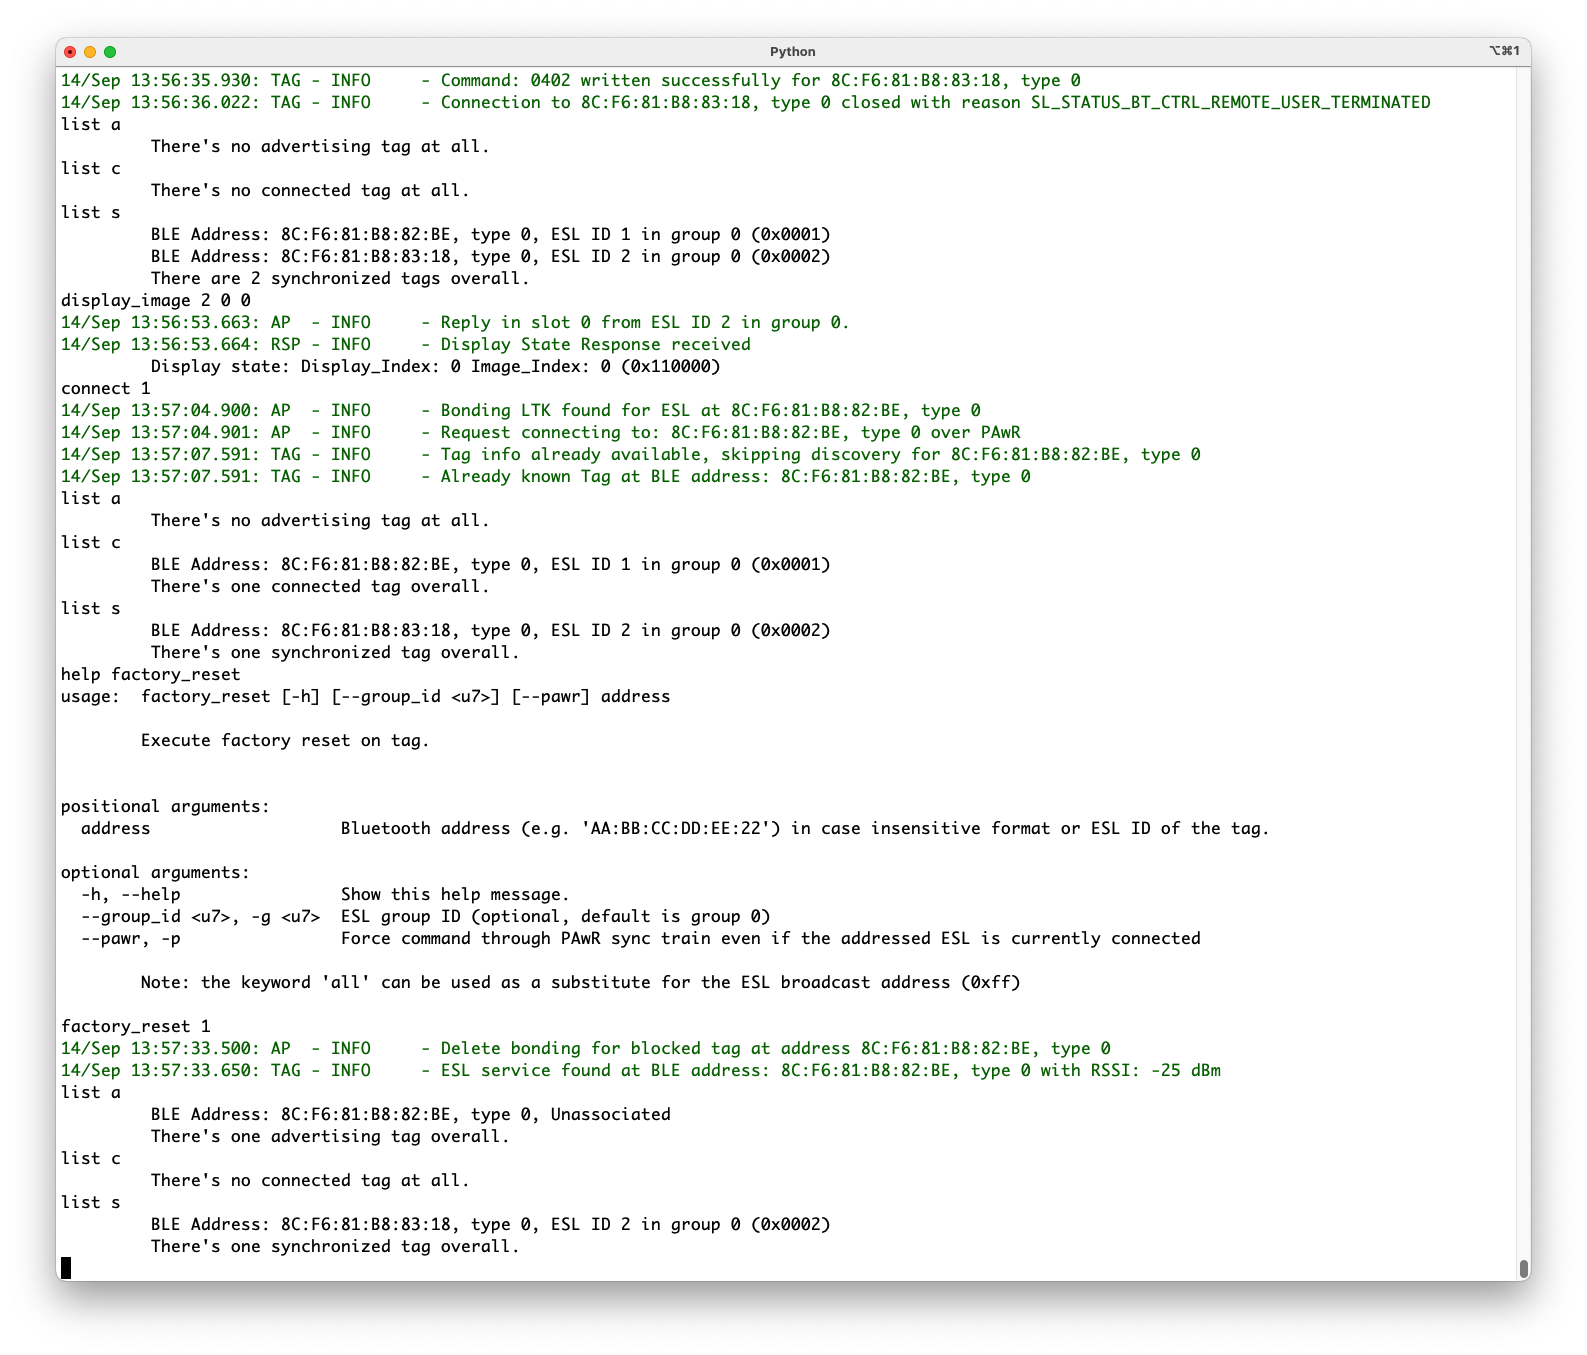 Python
⌥⌘1
14/Sep 13:56:35.930: TAG - INFO     - Command: 0402 written successfully for 8C:F6:81:B8:83:18, type 0
14/Sep 13:56:36.022: TAG - INFO     - Connection to 8C:F6:81:B8:83:18, type 0 closed with reason SL_STATUS_BT_CTRL_REMOTE_USER_TERMINATED
list a
         There's no advertising tag at all.
list c
         There's no connected tag at all.
list s
         BLE Address: 8C:F6:81:B8:82:BE, type 0, ESL ID 1 in group 0 (0x0001)
         BLE Address: 8C:F6:81:B8:83:18, type 0, ESL ID 2 in group 0 (0x0002)
         There are 2 synchronized tags overall.
display_image 2 0 0
14/Sep 13:56:53.663: AP  - INFO     - Reply in slot 0 from ESL ID 2 in group 0.
14/Sep 13:56:53.664: RSP - INFO     - Display State Response received
         Display state: Display_Index: 0 Image_Index: 0 (0x110000)
connect 1
14/Sep 13:57:04.900: AP  - INFO     - Bonding LTK found for ESL at 8C:F6:81:B8:82:BE, type 0
14/Sep 13:57:04.901: AP  - INFO     - Request connecting to: 8C:F6:81:B8:82:BE, type 0 over PAwR
14/Sep 13:57:07.591: TAG - INFO     - Tag info already available, skipping discovery for 8C:F6:81:B8:82:BE, type 0
14/Sep 13:57:07.591: TAG - INFO     - Already known Tag at BLE address: 8C:F6:81:B8:82:BE, type 0
list a
         There's no advertising tag at all.
list c
         BLE Address: 8C:F6:81:B8:82:BE, type 0, ESL ID 1 in group 0 (0x0001)
         There's one connected tag overall.
list s
         BLE Address: 8C:F6:81:B8:83:18, type 0, ESL ID 2 in group 0 (0x0002)
         There's one synchronized tag overall.
help factory_reset
usage:  factory_reset [-h] [--group_id <u7>] [--pawr] address
        Execute factory reset on tag.
positional arguments:
  address                   Bluetooth address (e.g. 'AA:BB:CC:DD:EE:22') in case insensitive format or ESL ID of the tag.
optional arguments:
  -h, --help                Show this help message.
  --group_id <u7>, -g <u7>  ESL group ID (optional, default is group 0)
  --pawr, -p                Force command through PAwR sync train even if the addressed ESL is currently connected
        Note: the keyword 'all' can be used as a substitute for the ESL broadcast address (0xff)
factory_reset 1
14/Sep 13:57:33.500: AP  - INFO     - Delete bonding for blocked tag at address 8C:F6:81:B8:82:BE, type 0
14/Sep 13:57:33.650: TAG - INFO     - ESL service found at BLE address: 8C:F6:81:B8:82:BE, type 0 with RSSI: -25 dBm
list a
         BLE Address: 8C:F6:81:B8:82:BE, type 0, Unassociated
         There's one advertising tag overall.
list c
         There's no connected tag at all.
list s
         BLE Address: 8C:F6:81:B8:83:18, type 0, ESL ID 2 in group 0 (0x0002)
         There's one synchronized tag overall.